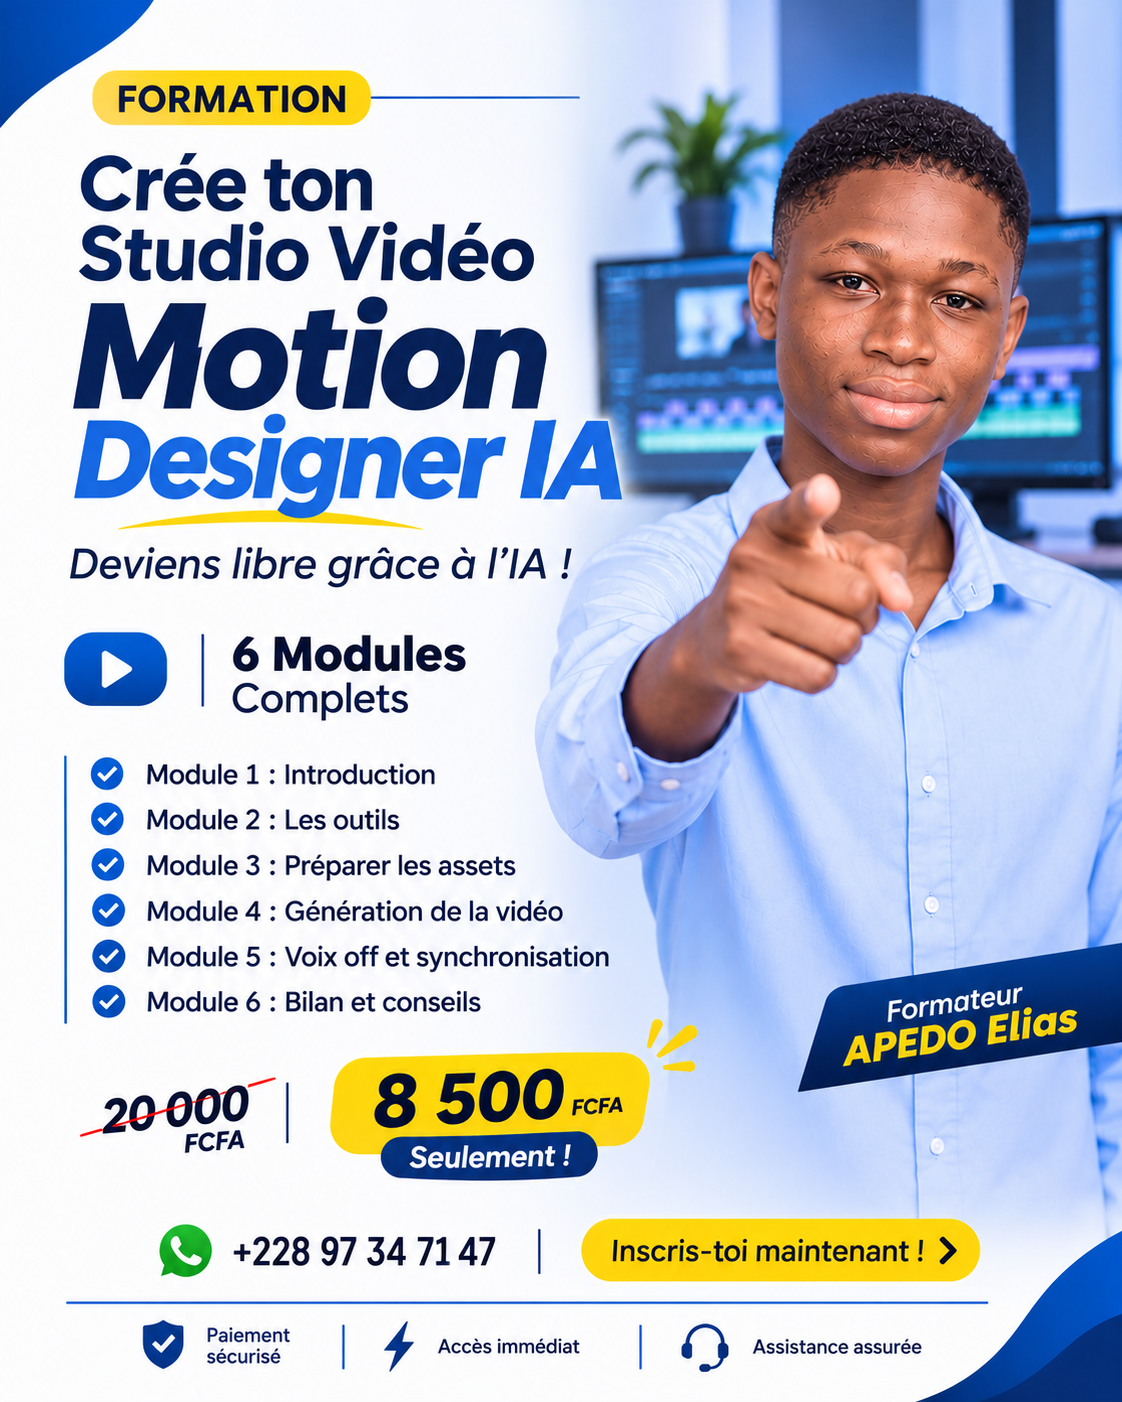 FORMATION
Crée ton
Studio Vidéo
Motion
Designer IA
Deviens libre grâce à l'IA !
6 Modules
Complets
Module 1 : Introduction
Module 2 : Les outils
Module 3 : Préparer les assets
Module 4 : Génération de la vidéo
Module 5 : Voix off et synchronisation
Module 6 : Bilan et conseils
Formateur
APEDO Elias
20 000
FCFA
8 500 FCFA
Seulement !
+228 97 34 71 47
Inscris-toi maintenant !
Paiement
sécurisé
Accès immédiat
Assistance assurée